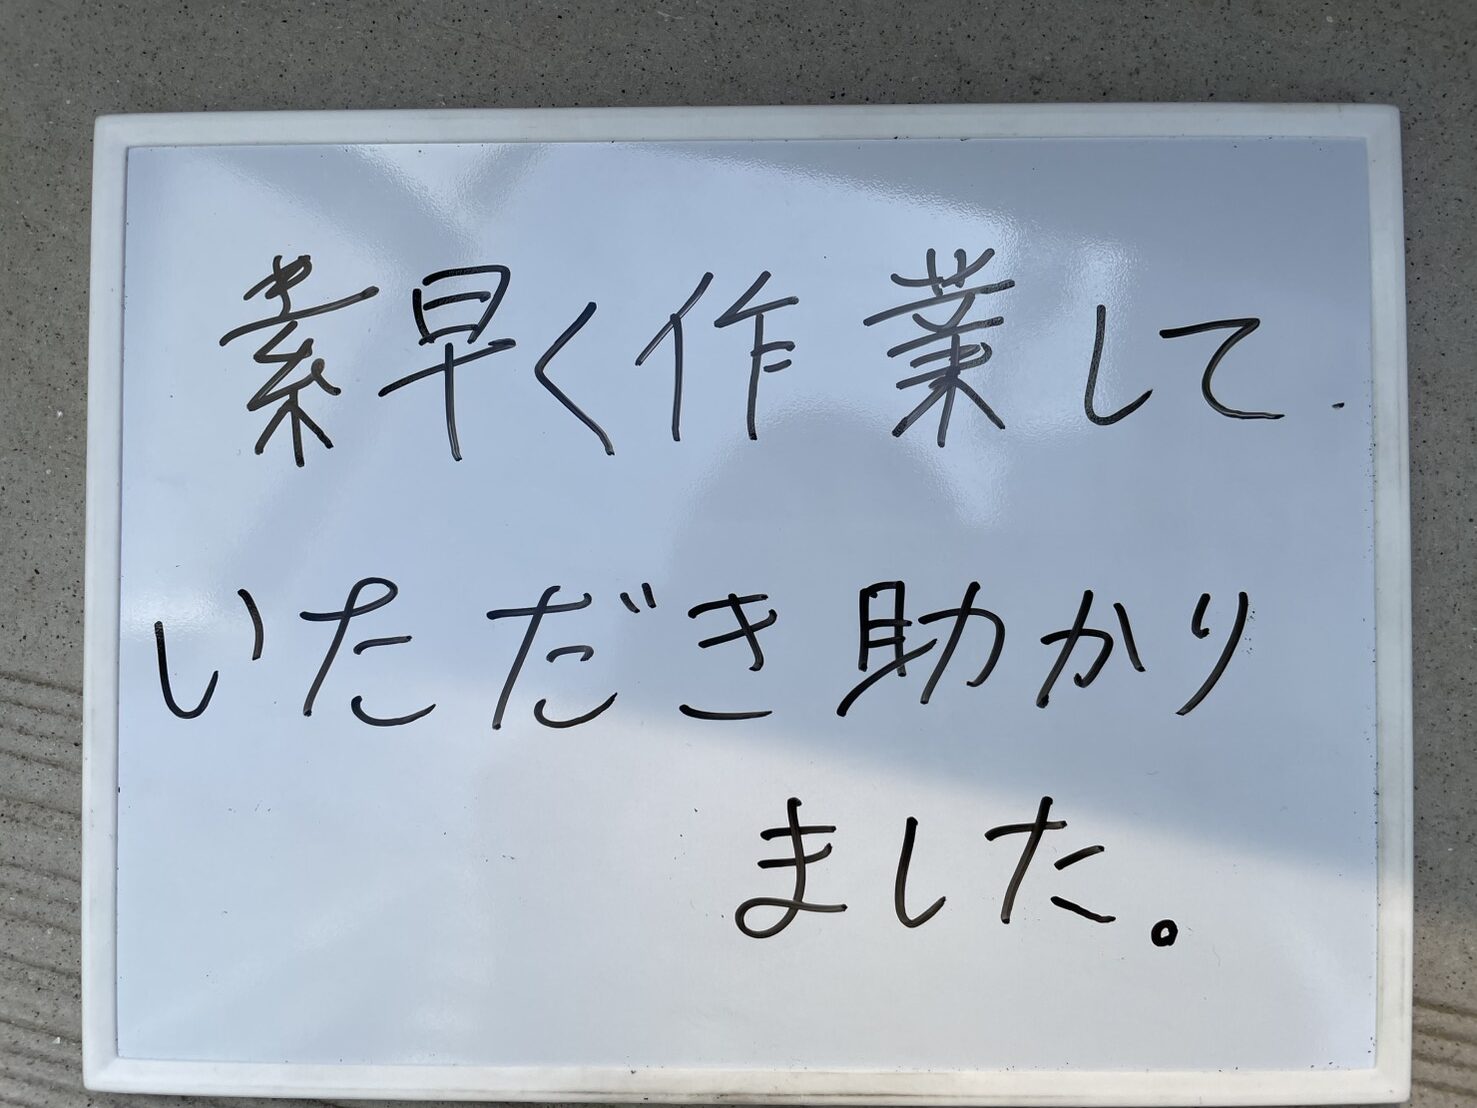 素早く作業して
いただき助かり
ました。